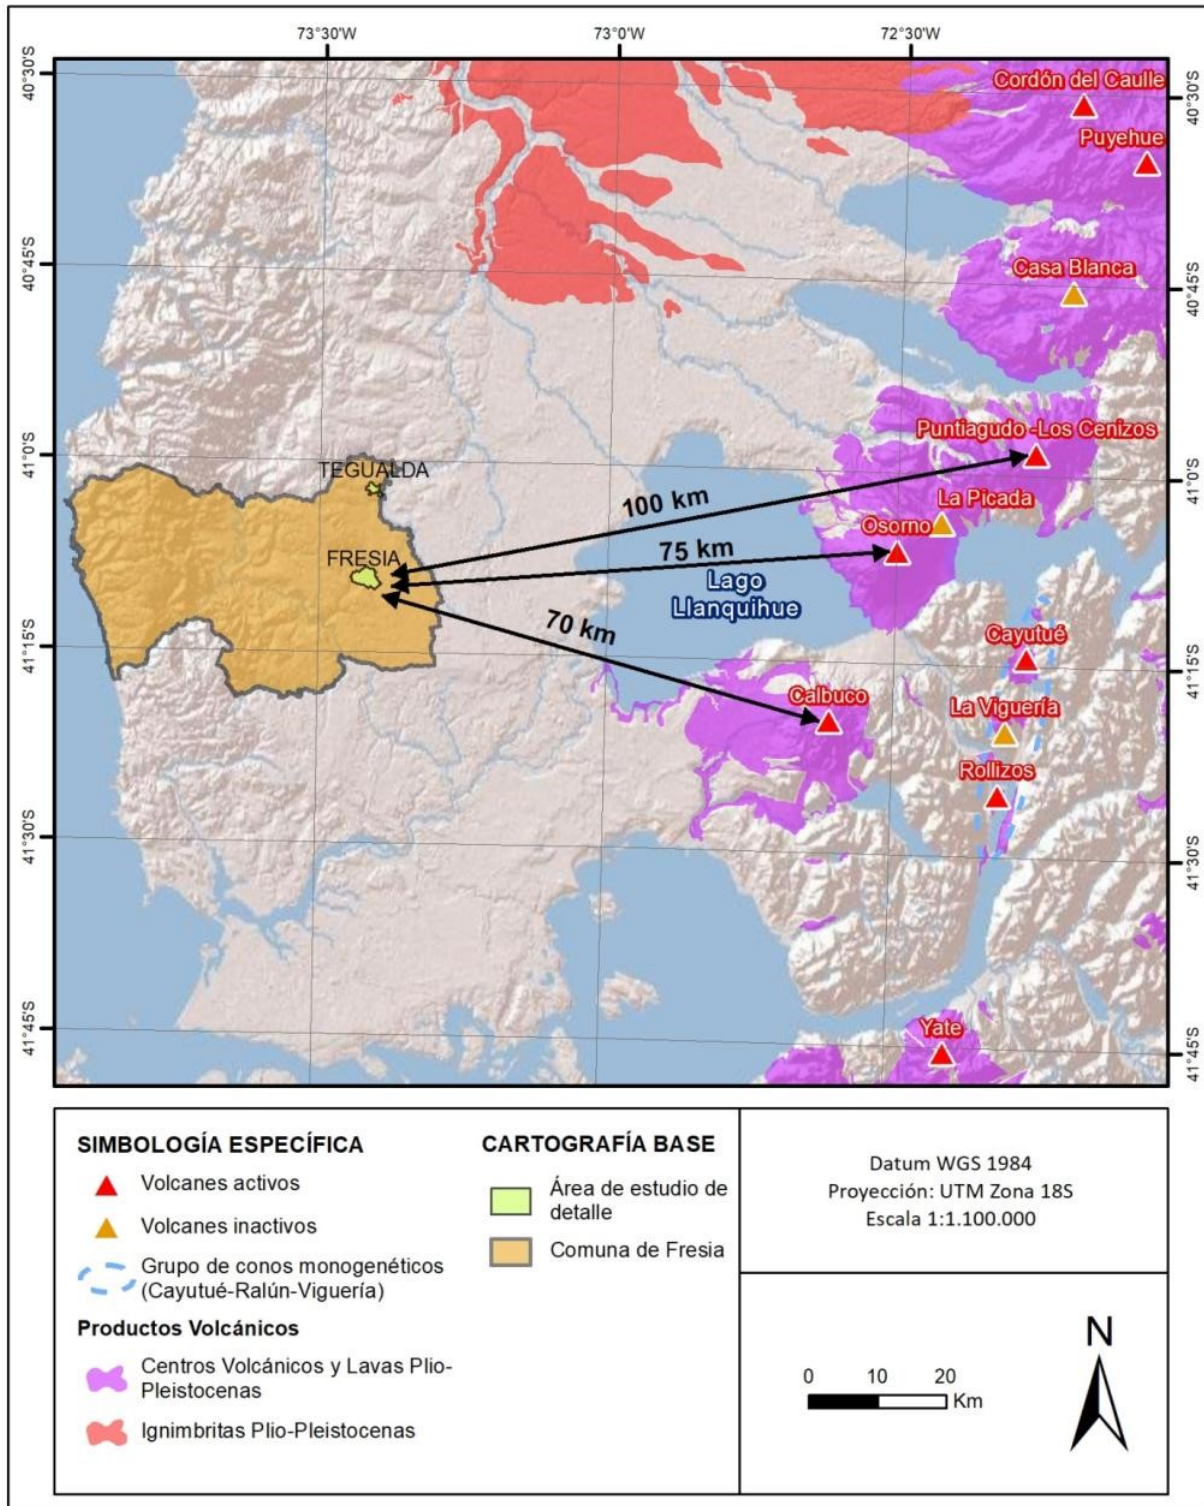 73°30'W
73°0'W
72°30'W
40°30'S
40°30'S
Cordón del Caulle
Puyehue
40°45'S
Casa Blanca
40°45'S
41°0'S
Puntiagudo -Los Cenizos
41°0'S
TEGUALDA
100 km
La Picada
Osorno
75 km
FRESIA
Lago
Llanquihue
70 km
41°15'S
Cayutué
41°15'S
Calbuco
La Viguería
Rollizos
41°30'S
41°30'S
41°45'S
Yate
41°45'S
SIMBOLOGÍA ESPECÍFICA
Volcanes activos
Volcanes inactivos
Grupo de conos monogenéticos
(Cayutué-Ralún-Viguería)
Productos Volcánicos
Centros Volcánicos y Lavas Plio-
Pleistocenas
Ignimbritas Plio-Pleistocenas
CARTOGRAFÍA BASE
Área de estudio de
detalle
Comuna de Fresia
Datum WGS 1984
Proyección: UTM Zona 18S
Escala 1:1.100.000
N
0 10 20
Km